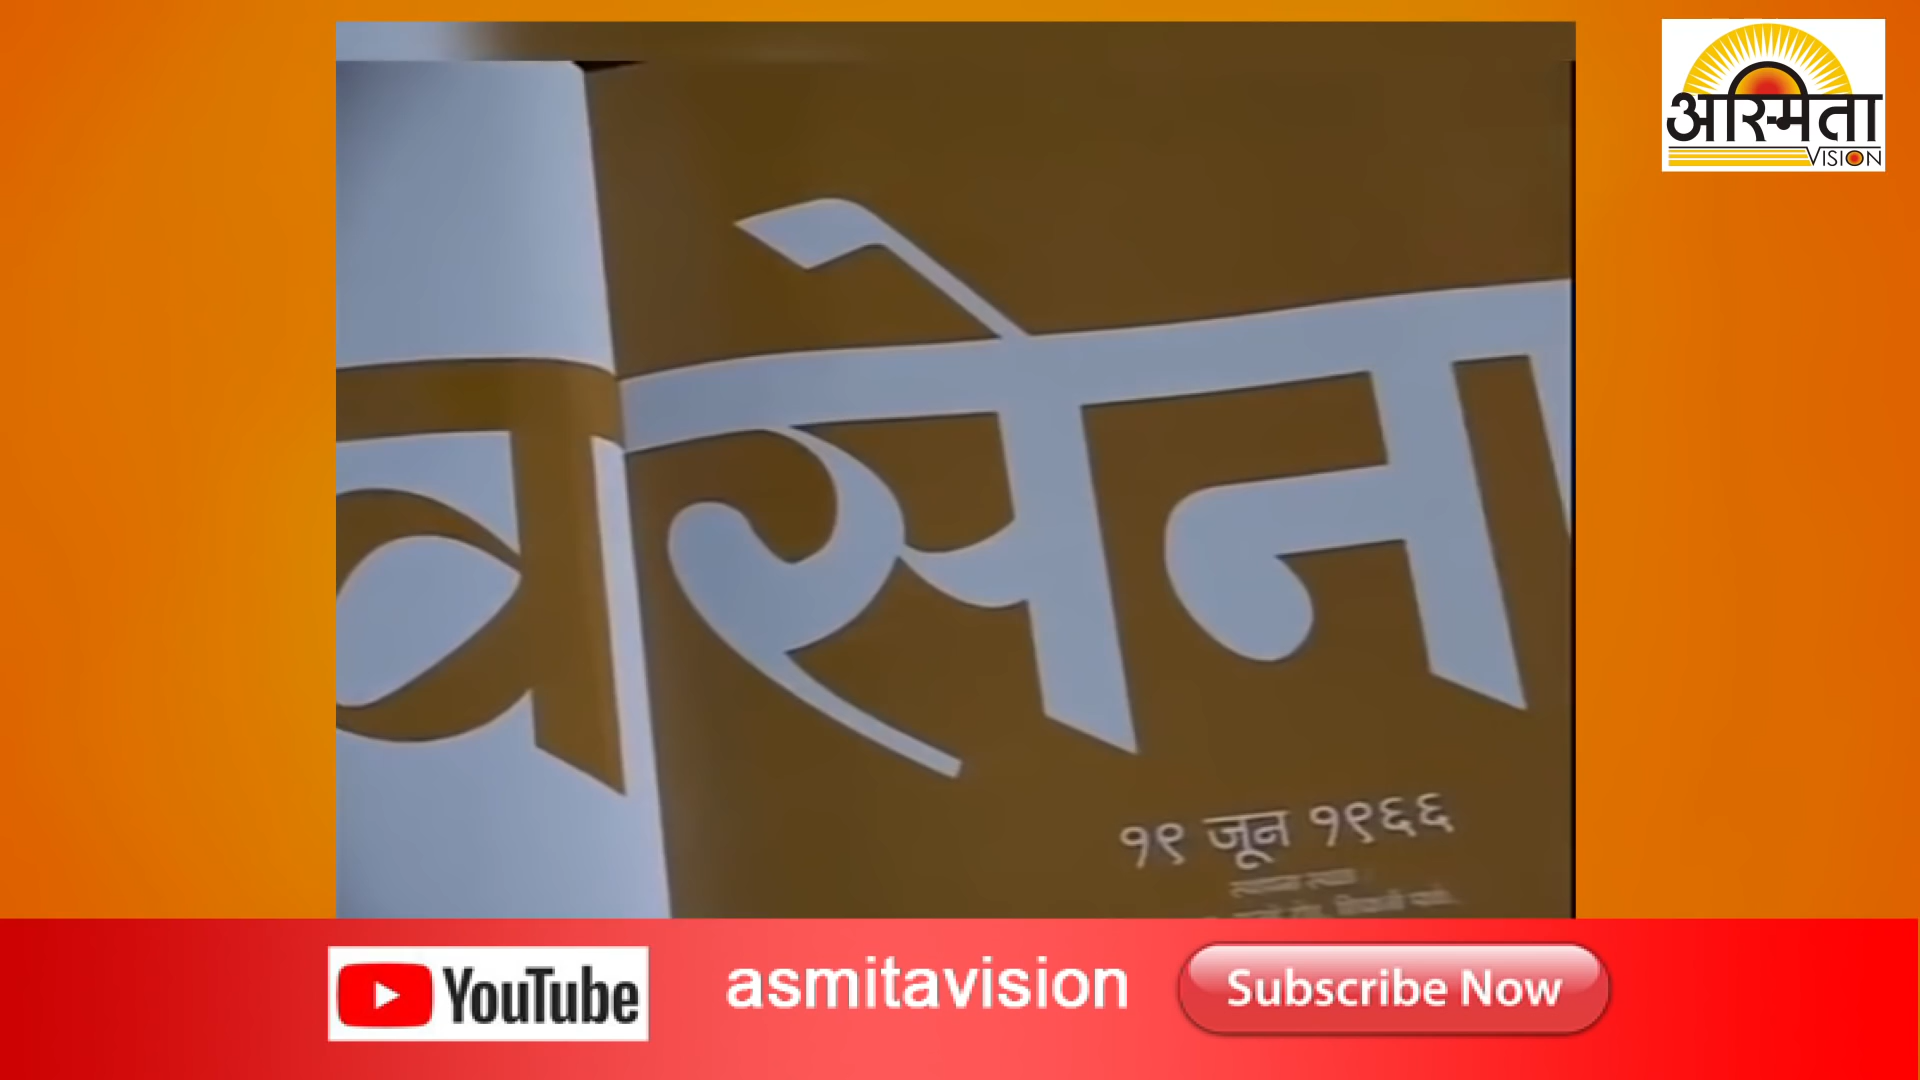 अस्मिता
VISION
वसेना
१९ जून १९६६
YouTube
asmitavision
Subscribe Now